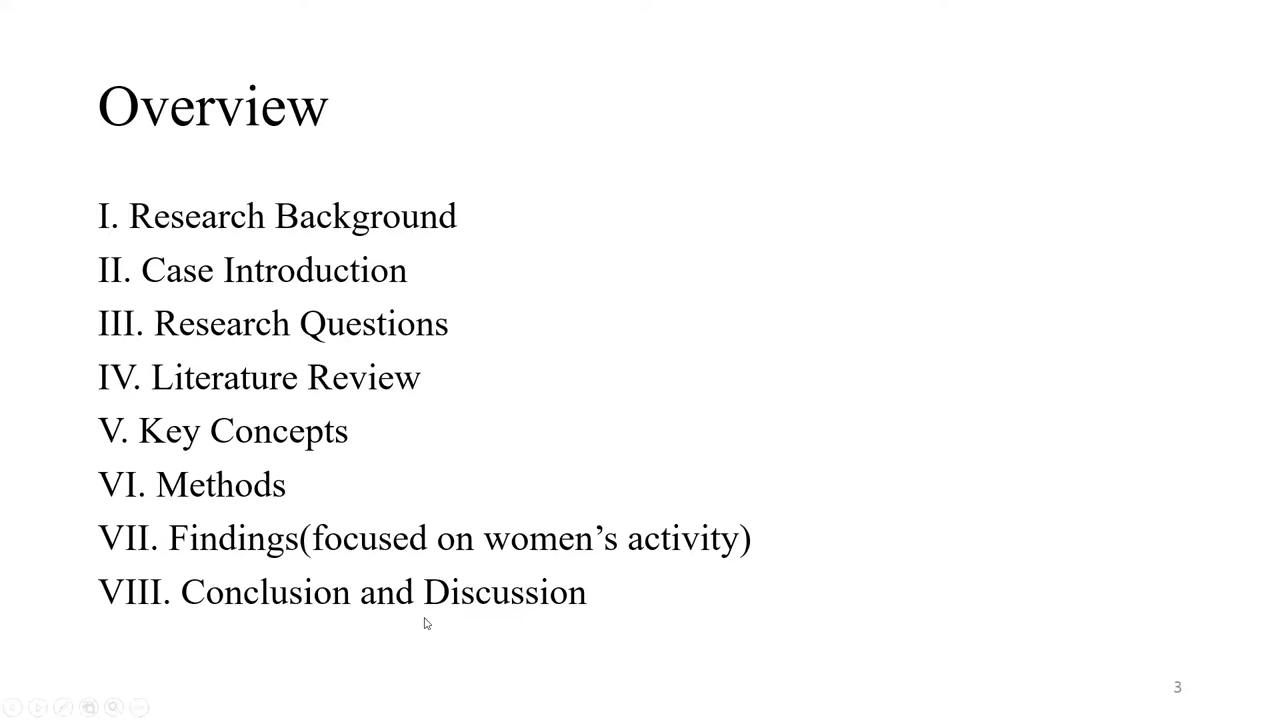 Overview
I. Research Background
II. Case Introduction
III. Research Questions
IV. Literature Review
V. Key Concepts
VI. Methods
VII. Findings(focused on women’s activity)
VIII. Conclusion and Discussion
3